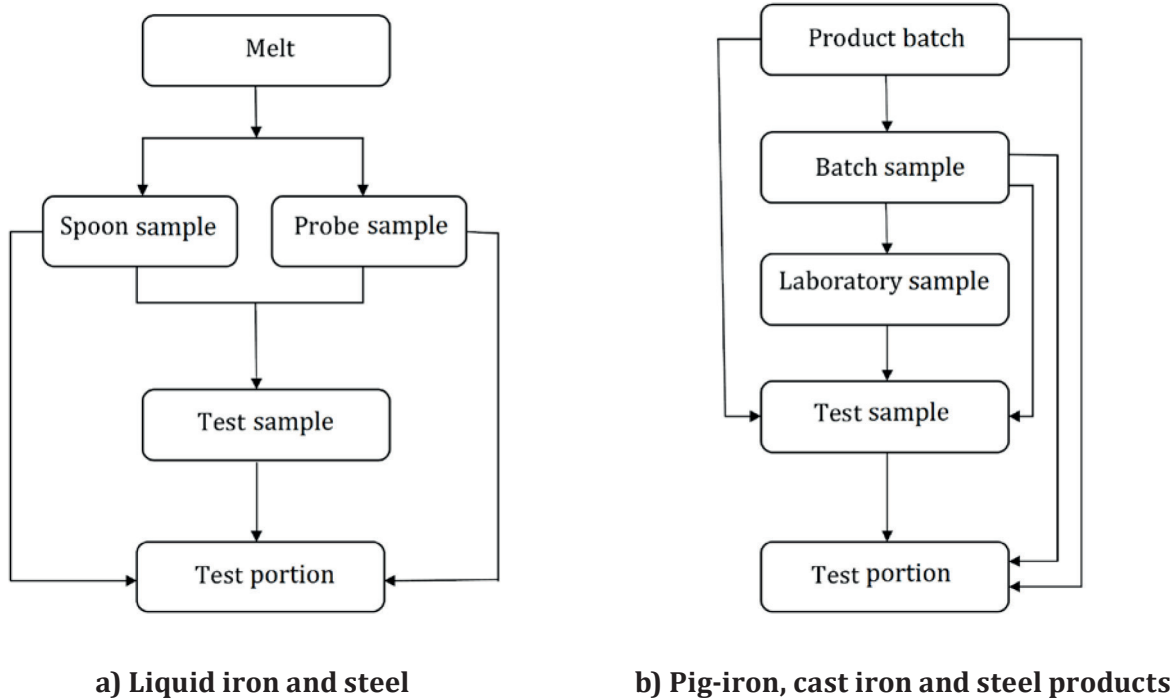 Melt
Spoon sample
Probe sample
Test sample
Test portion
a) Liquid iron and steel
Product batch
Batch sample
Laboratory sample
Test sample
Test portion
b) Pig-iron, cast iron and steel products